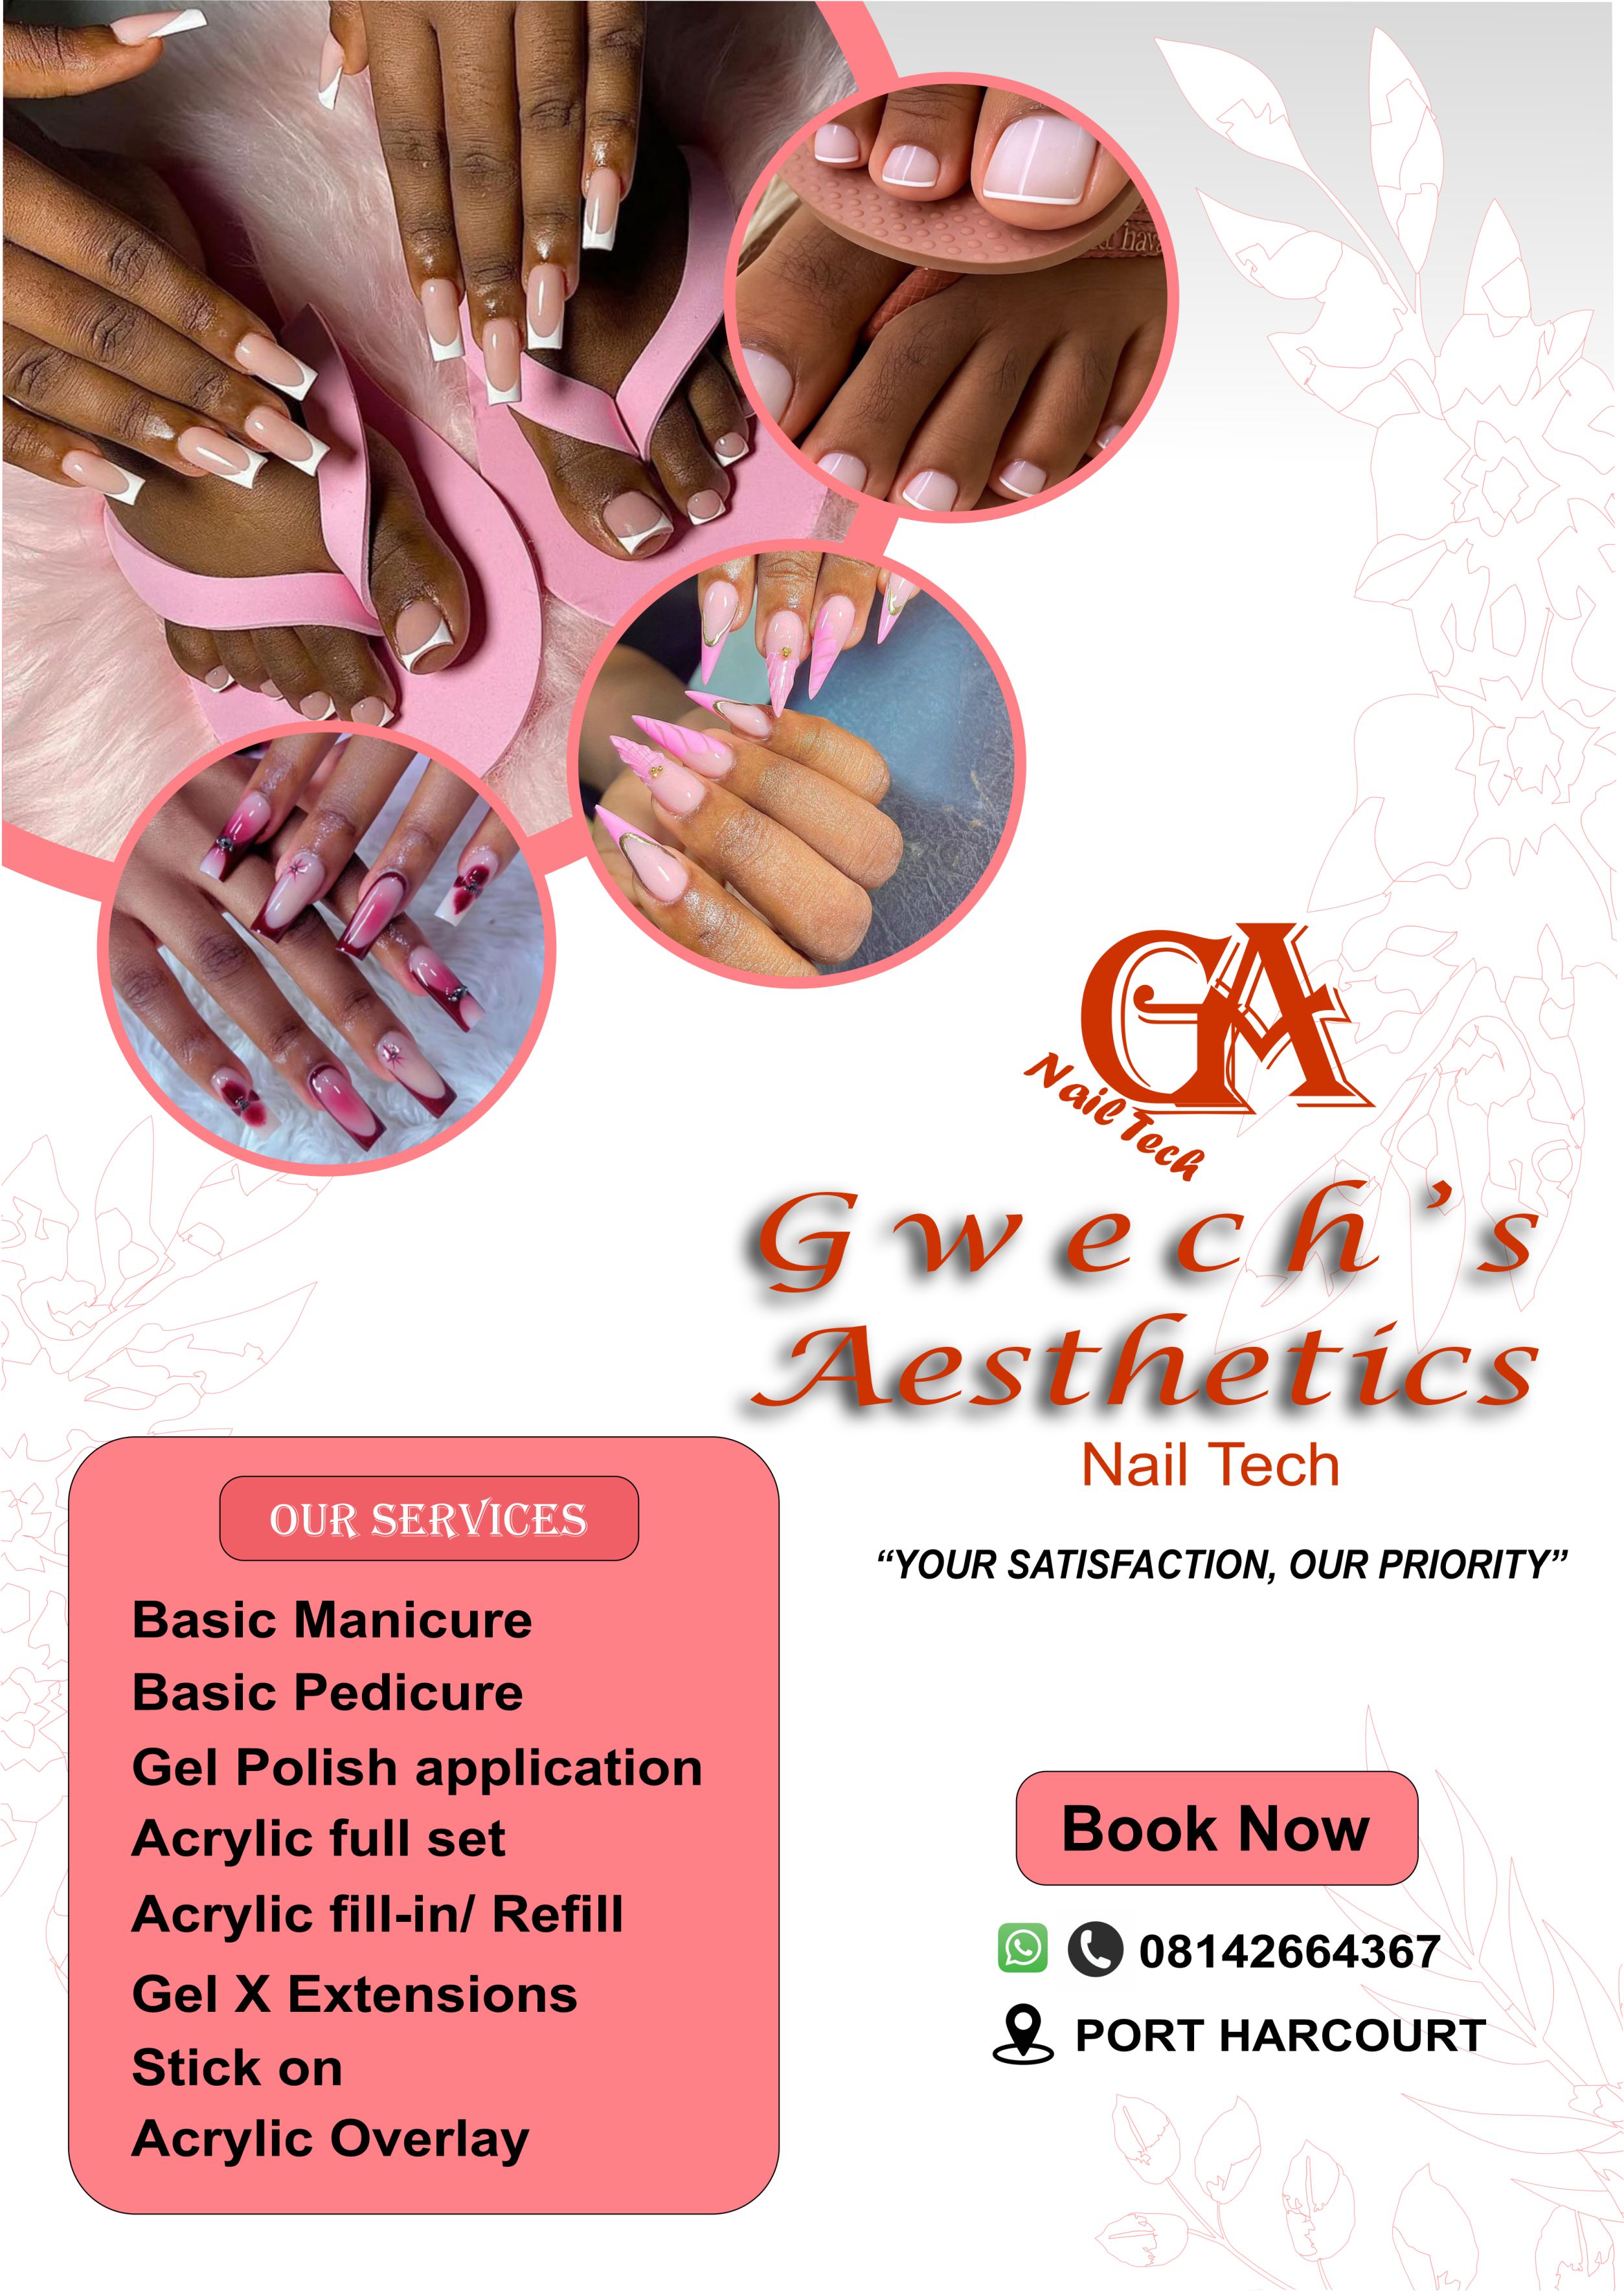 hava
GA
Nail Tech
Gwech's
Aesthetics
Nail Tech
"YOUR SATISFACTION, OUR PRIORITY"
OUR SERVICES
Basic Manicure
Basic Pedicure
Gel Polish application
Acrylic full set
Acrylic fill-in/ Refill
Gel X Extensions
Stick on
Acrylic Overlay
Book Now
08142664367
PORT HARCOURT